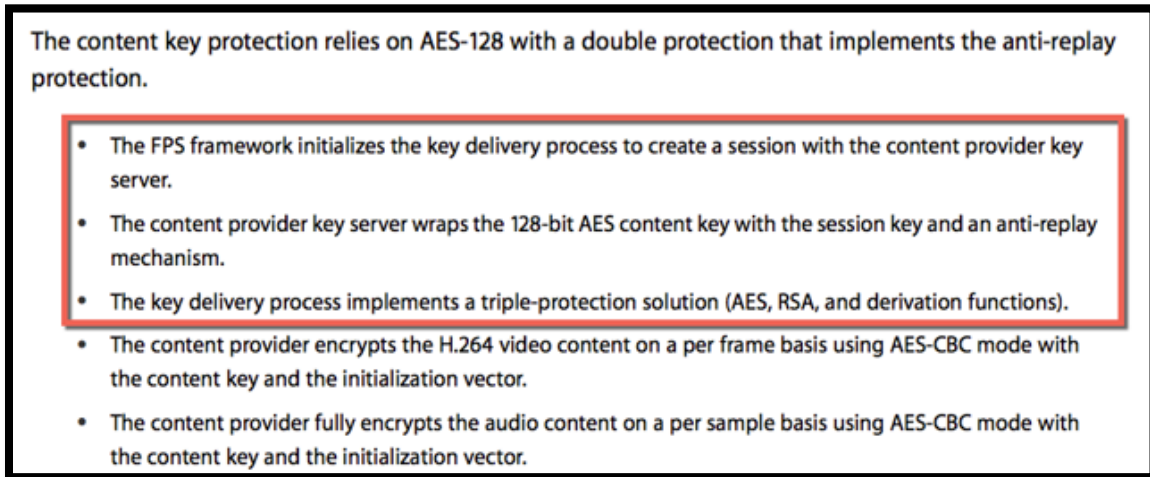 The content key protection relies on AES-128 with a double protection that implements the anti-replay
protection.
• The FPS framework initializes the key delivery process to create a session with the content provider key
server.
• The content provider key server wraps the 128-bit AES content key with the session key and an anti-replay
mechanism.
• The key delivery process implements a triple-protection solution (AES, RSA, and derivation functions).
• The content provider encrypts the H.264 video content on a per frame basis using AES-CBC mode with
the content key and the initialization vector.
• The content provider fully encrypts the audio content on a per sample basis using AES-CBC mode with
the content key and the initialization vector.